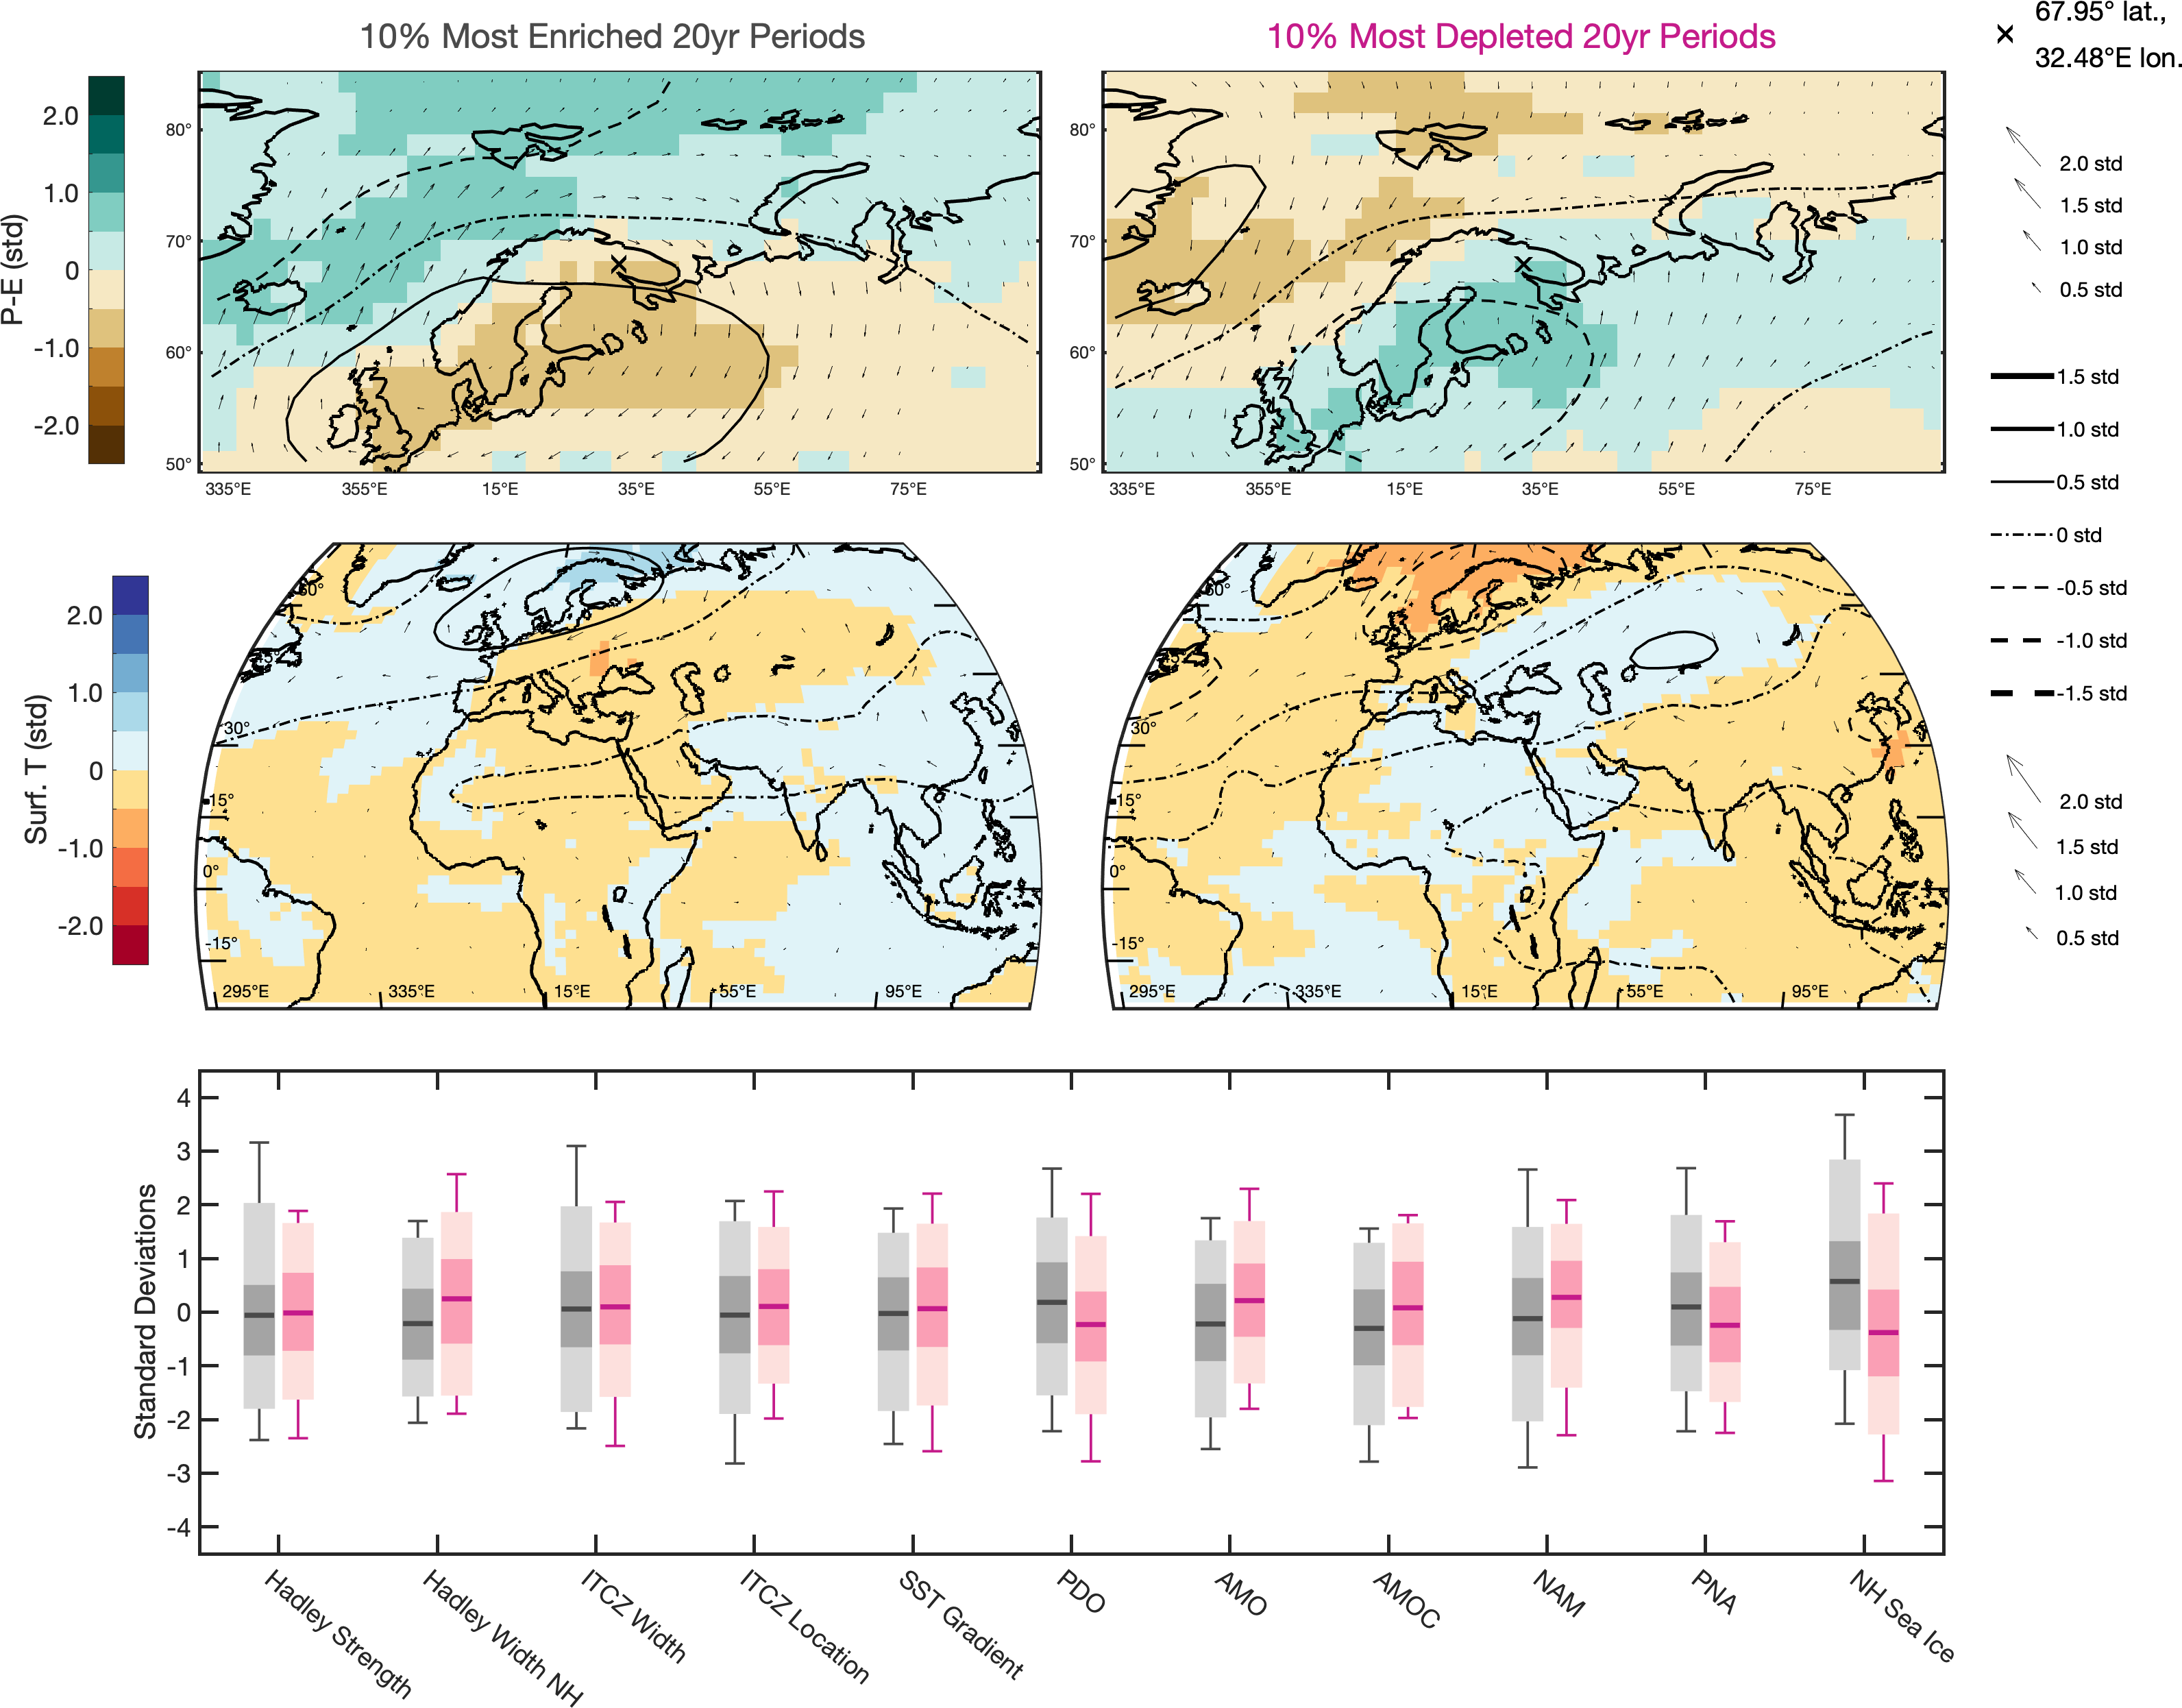 10% Most Enriched 20yr Periods
10% Most Depleted 20yr Periods
67.95° lat.,
32.48°E lon.
P-E (std)
2.0
1.0
0
-1.0
-2.0
80°
70°
60°
50°
335°E 355°E 15°E 35°E 55°E 75°E
80°
70°
60°
50°
335°E 355°E 15°E 35°E 55°E 75°E
2.0 std
1.5 std
1.0 std
0.5 std
1.5 std
1.0 std
0.5 std
0 std
-0.5 std
-1.0 std
-1.5 std
Surf. T (std)
2.0
1.0
0
-1.0
-2.0
30°
15°
0°
-15°
295°E 335°E 15°E 55°E 95°E
30°
15°
0°
-15°
295°E 335°E 15°E 55°E 95°E
2.0 std
1.5 std
1.0 std
0.5 std
Standard Deviations
4
3
2
1
0
-1
-2
-3
-4
Hadley Strength
Hadley Width NH
ITCZ Width
ITCZ Location
SST Gradient
PDO
AMO
AMOC
NAM
PNA
NH Sea Ice